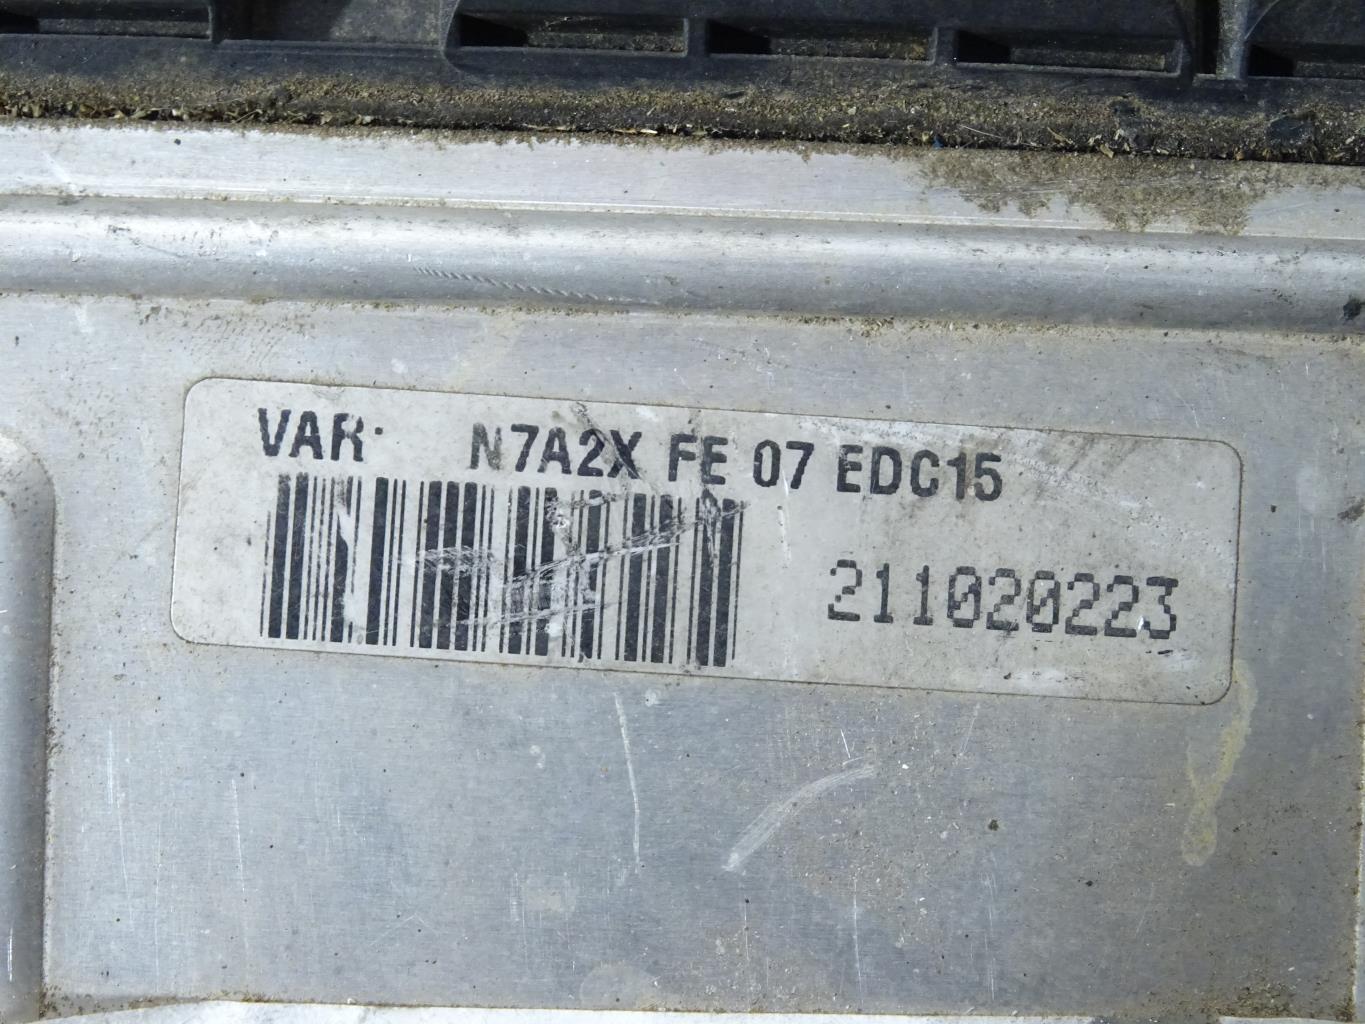 VAR· N7A2X FE 07 EDC15
211020223